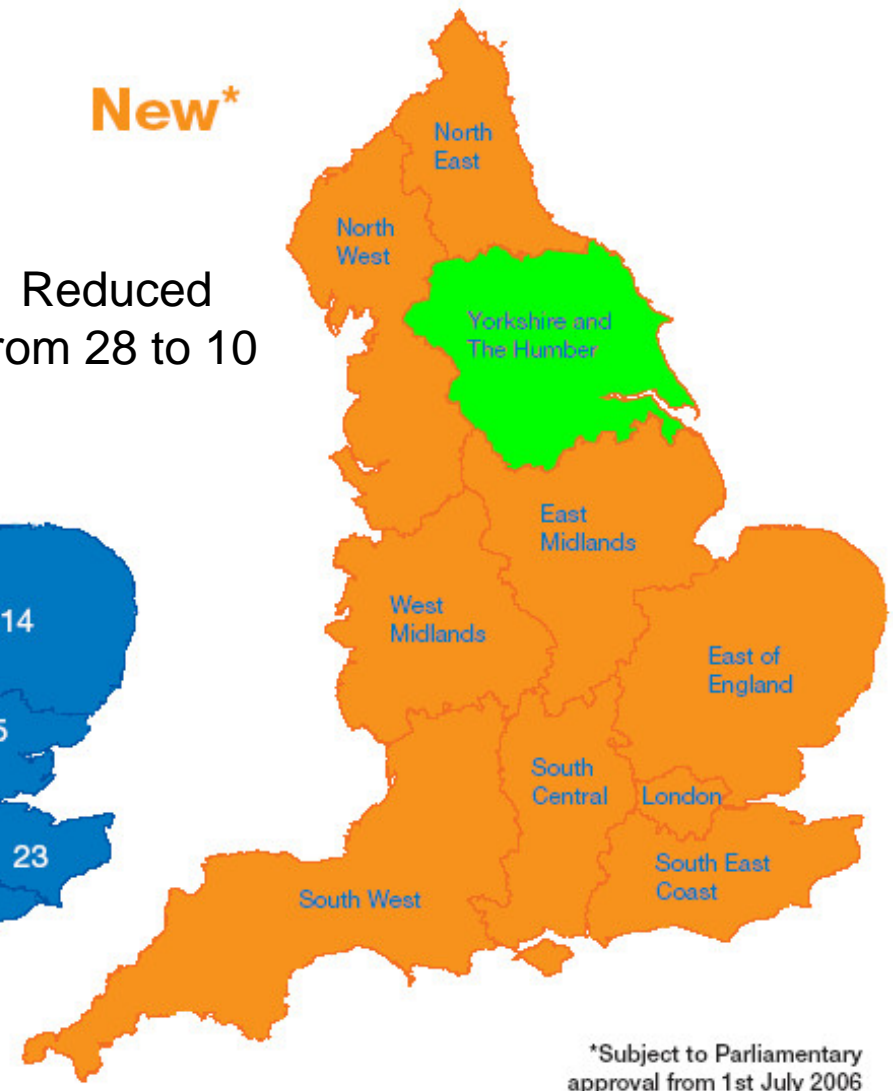 New*
North
East
North
West
Reduced
rom 28 to 10
Yorkshire and
The Humber
East
Midlands
West
Midlands
14
East of
England
5
South
Central
London
23
South East
Coast
South West
*Subject to Parliamentary
approval from 1st July 2006